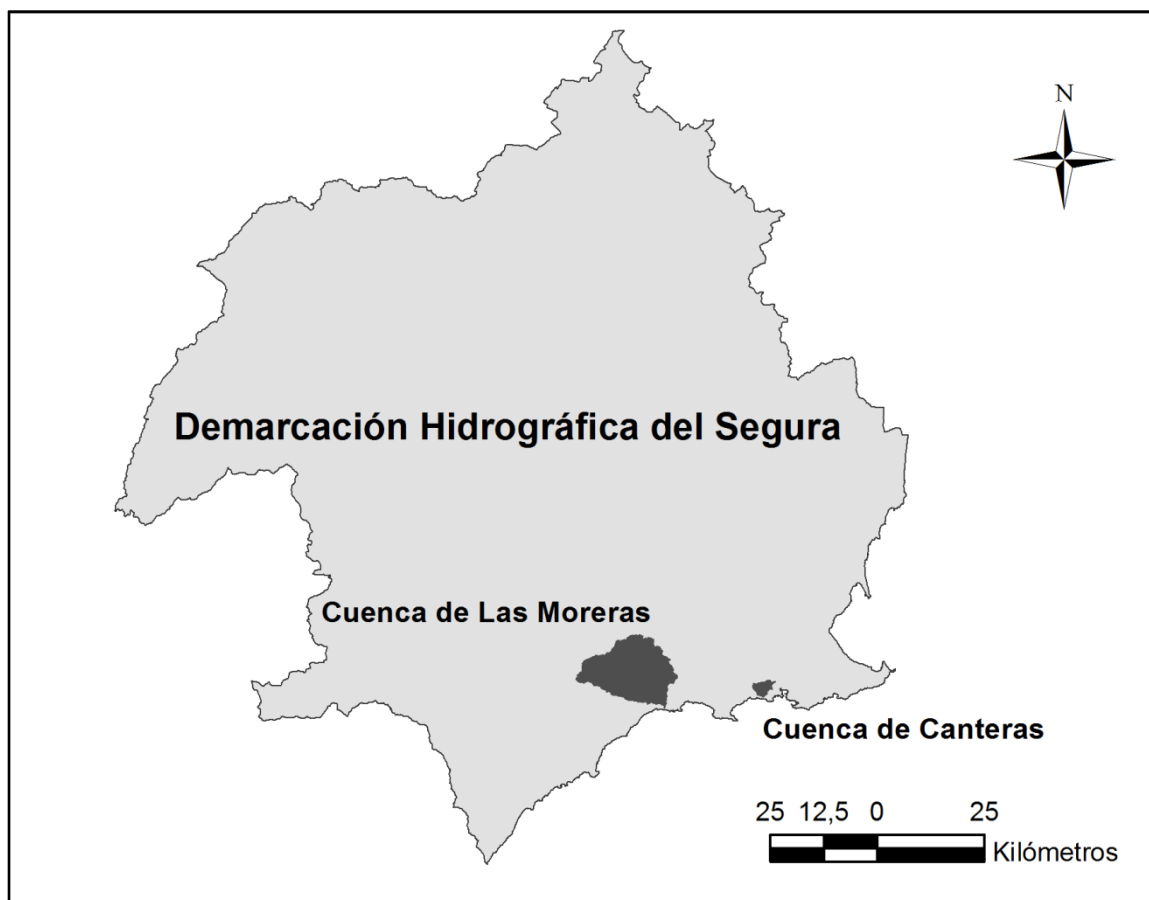 N
Demarcación Hidrográfica del Segura
Cuenca de Las Moreras
Cuenca de Canteras
25 12,5 0 25
Kilómetros